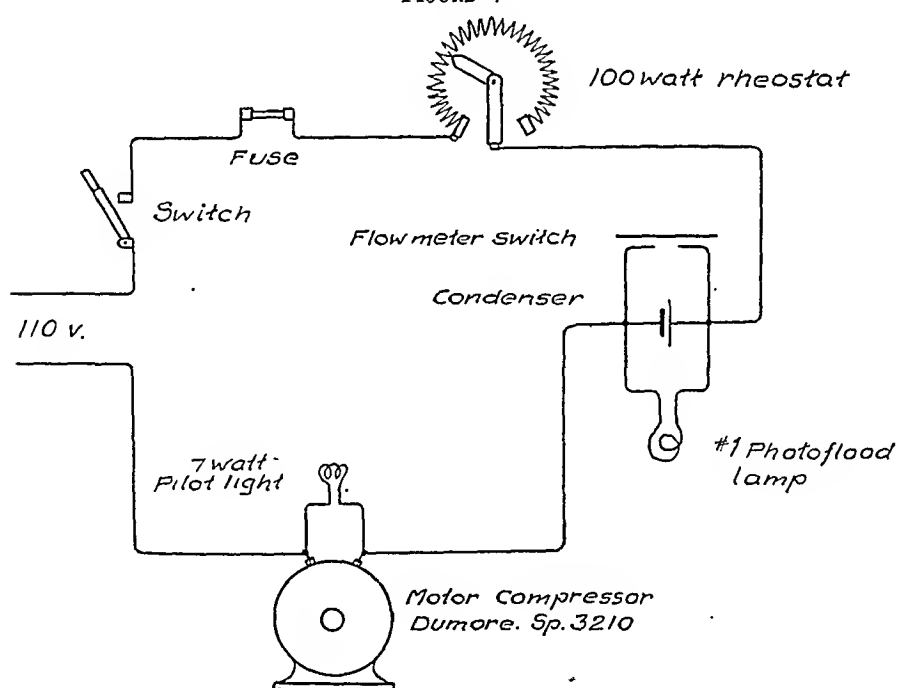 100 watt rheostat
Fuse
Switch
Flow meter switch
Condenser
110 v.
7 watt
Pilot light
#1 Photoflood
lamp
Motor Compressor
Dumore. Sp. 3210